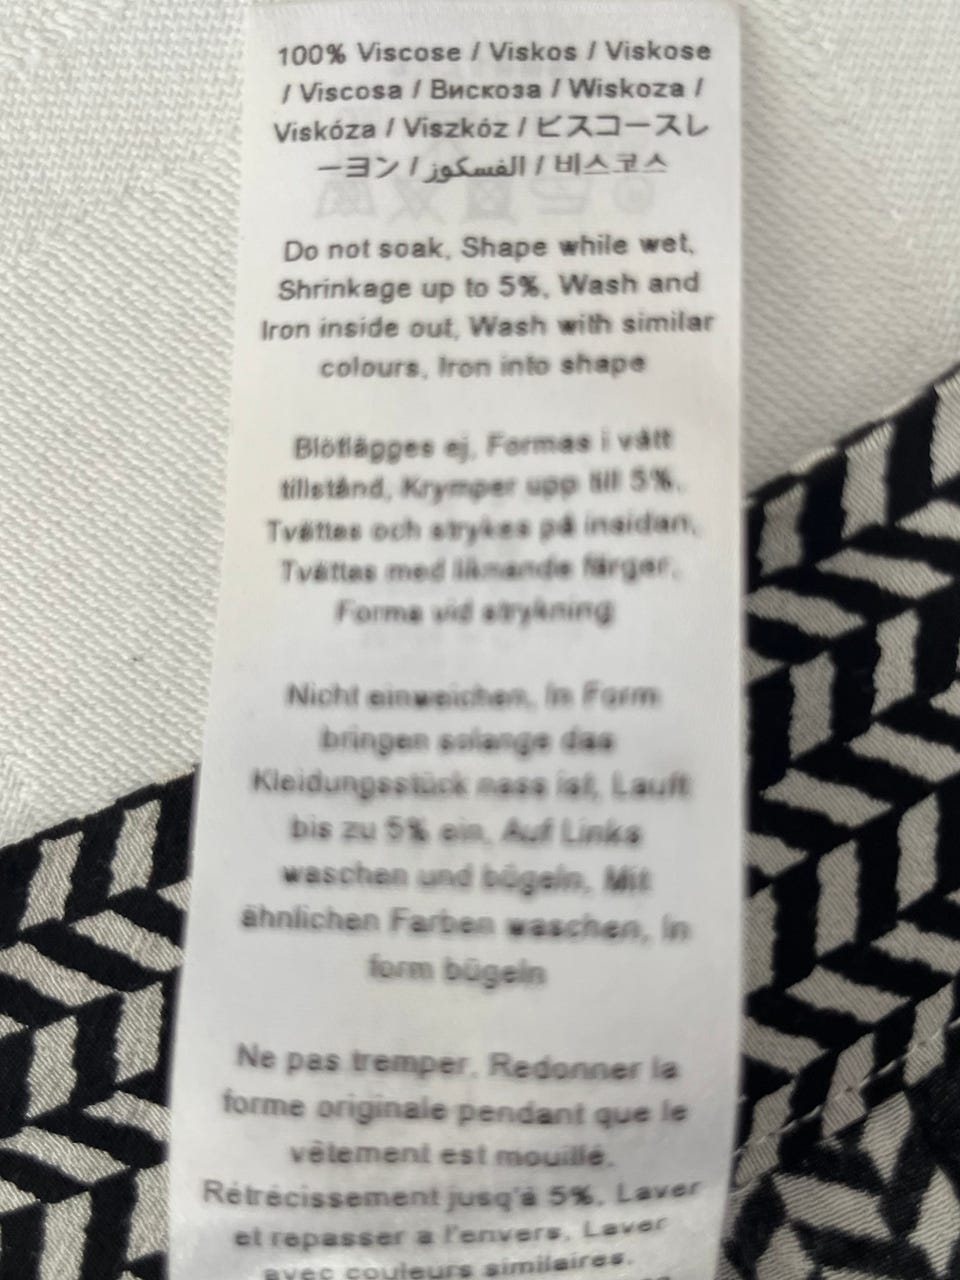 100% Viscose / Viskos / Viskose
/ Viscosa / Вискоза / Wiskoza /
Viskóza / Viszkóz / ビスコースレ
ーヨン / الفسكوز / 비스코스
Do not soak, Shape while wet,
Shrinkage up to 5%, Wash and
Iron inside out, Wash with similar
colours, Iron into shape
Blötlägges ej, Formas i vått
tillstånd, Krymper upp till 5%,
Tvättas och strykes på insidan,
Tvättas med liknande färger,
Forma vid strykning
Nicht einweichen, In Form
bringen solange das
Kleidungsstück nass ist, Lauft
bis zu 5% ein, Auf Links
waschen und bügeln, Mit
ähnlichen Farben waschen, In
form bügeln
Ne pas tremper, Redonner la
forme originale pendant que le
vêtement est mouillé,
Rétrécissement jusq'à 5%, Laver
et repasser a l'envers, Laver
avec couleurs similaires,